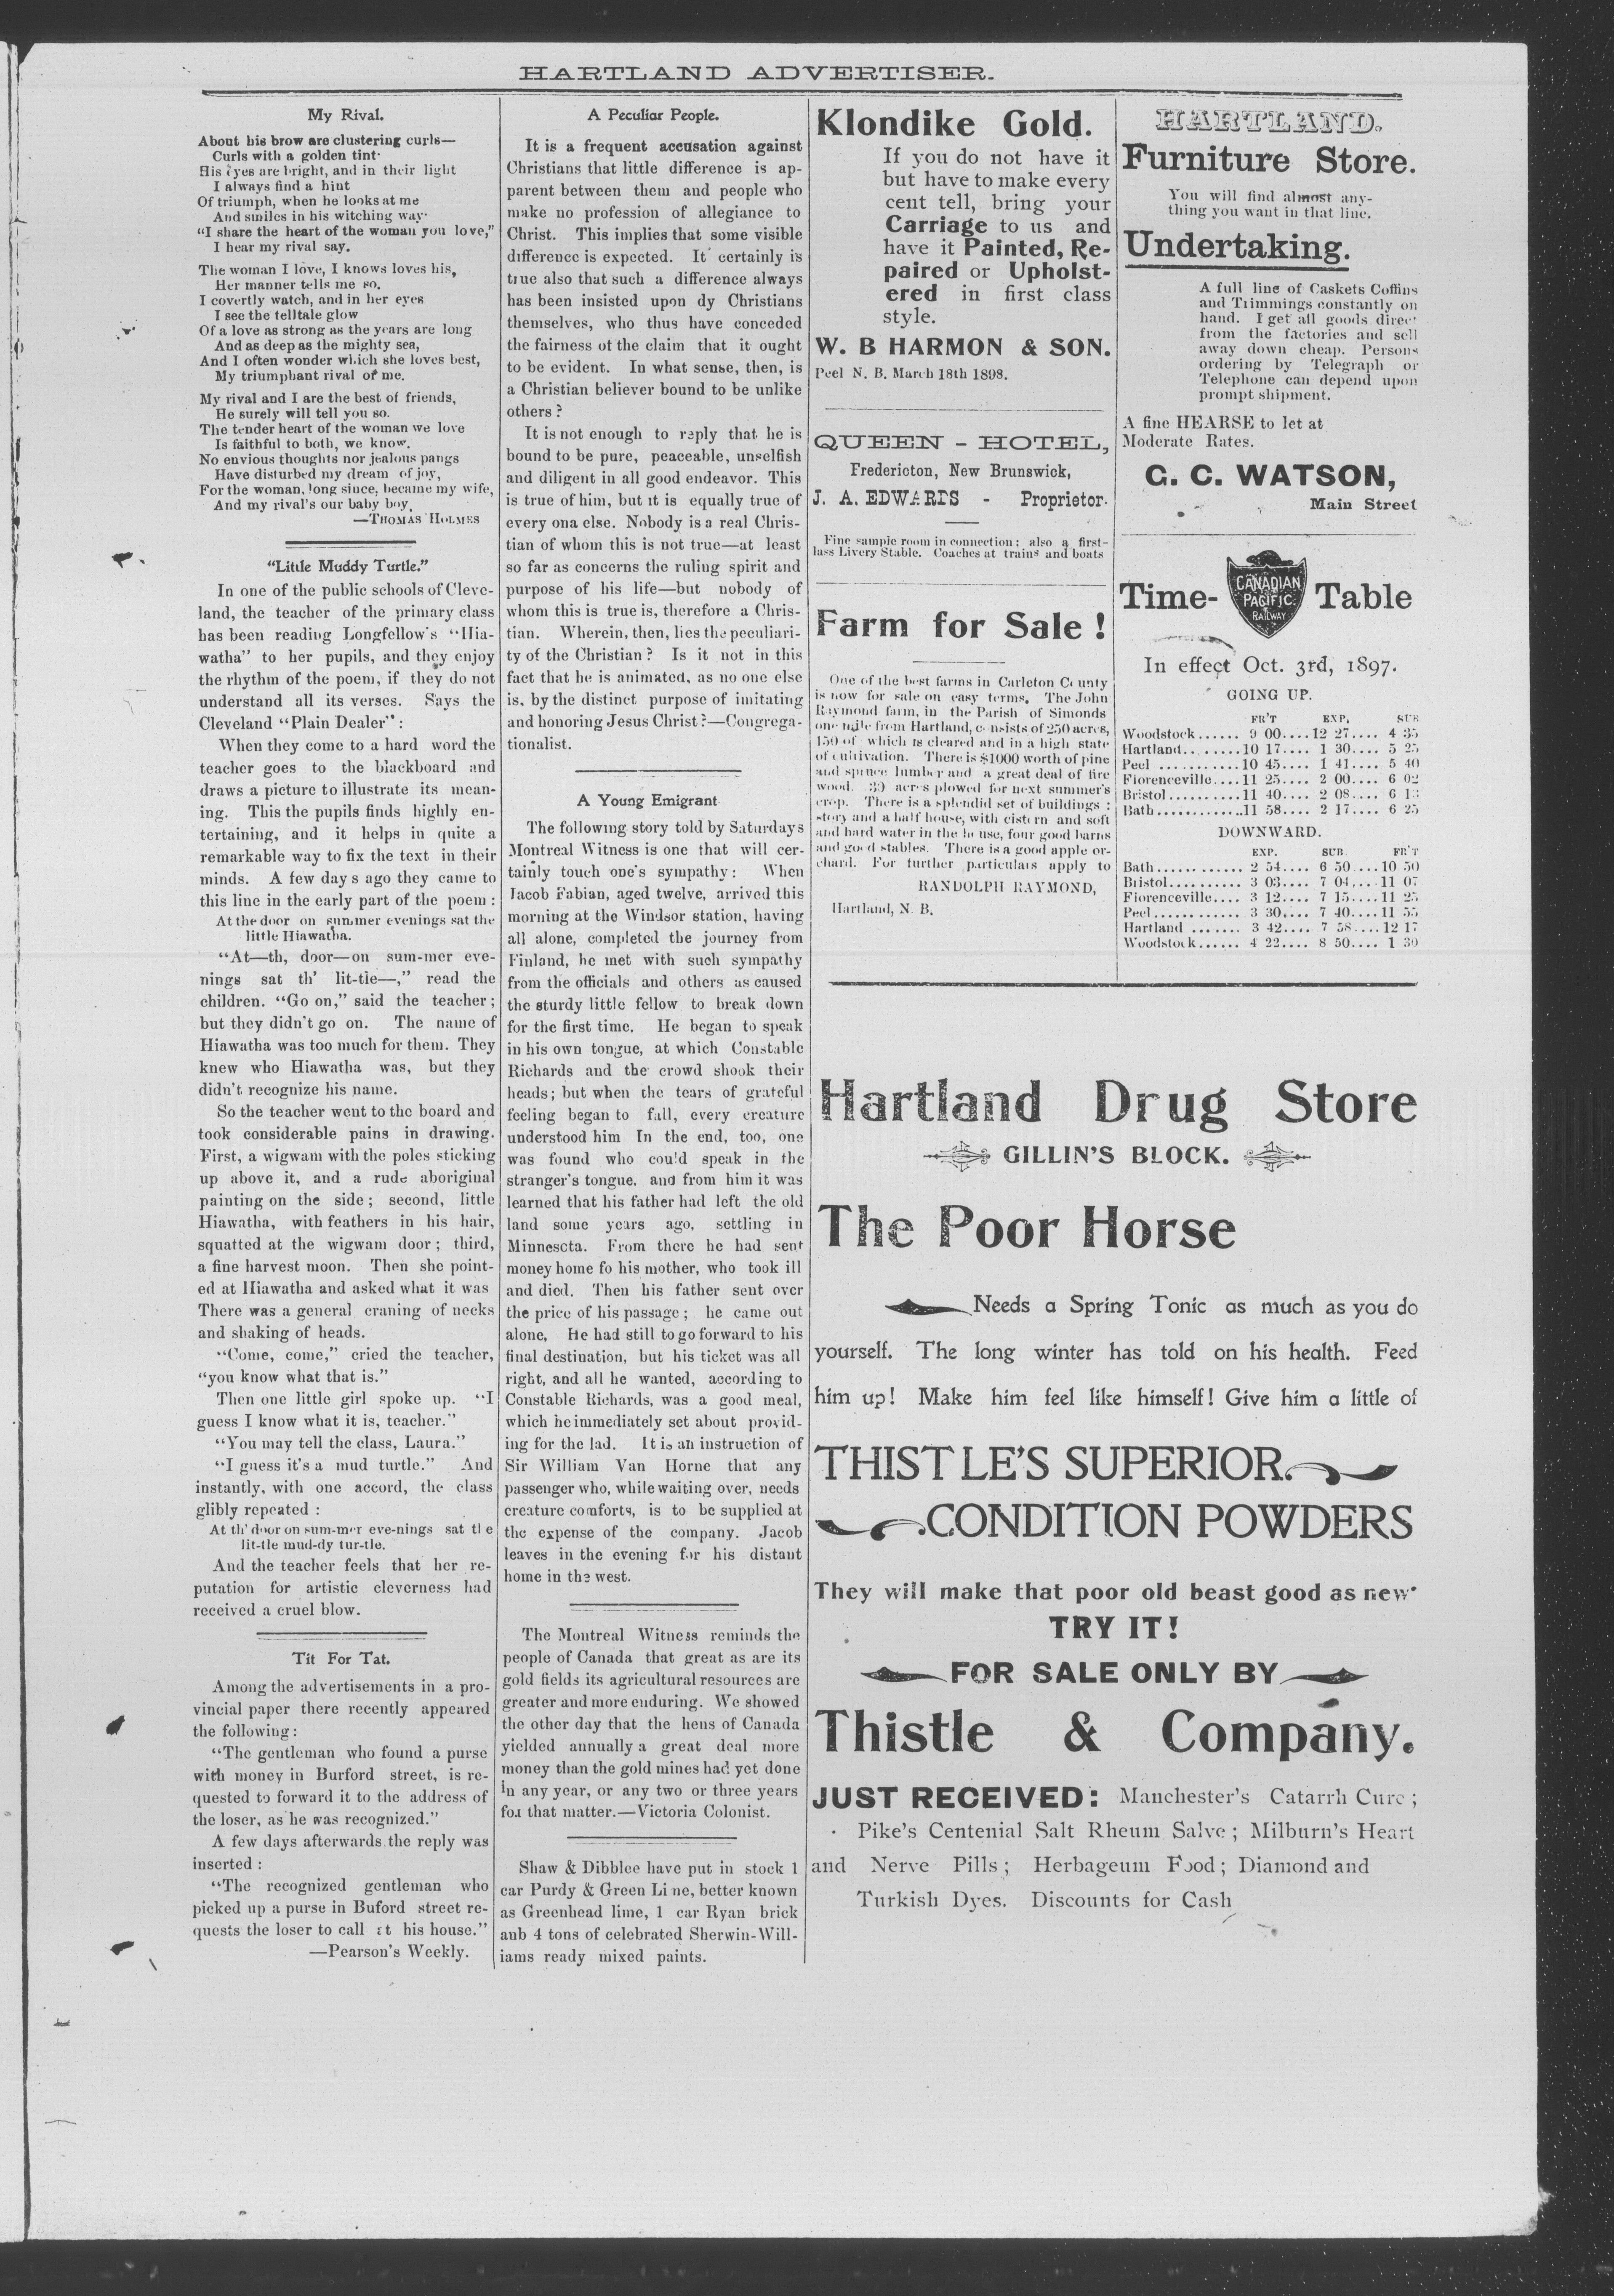 HARTLAND ADVERTISER.
My Rival.
About his brow are clustering curls—
Curls with a golden tint·
His eyes are bright, and in their light
I always find a hint
Of triumph, when he looks at me
And smiles in his witching way·
“I share the heart of the woman you love,”
I hear my rival say.
The woman I love, I knows loves his,
Her manner tells me so.
I covertly watch, and in her eyes
I see the telltale glow
Of a love as strong as the years are long
And as deep as the mighty sea,
And I often wonder which she loves best,
My triumphant rival of me.
My rival and I are the best of friends,
He surely will tell you so.
The tender heart of the woman we love
Is faithful to both, we know.
No envious thoughts nor jealous pangs
Have disturbed my dream of joy,
For the woman, long since, became my wife,
And my rival's our baby boy.
—THOMAS HOLMES
“Little Muddy Turtle.”
In one of the public schools of Cleve-
land, the teacher of the primary class
has been reading Longfellow's “Hia-
watha” to her pupils, and they enjoy
the rhythm of the poem, if they do not
understand all its verses. Says the
Cleveland “Plain Dealer”:
When they come to a hard word the
teacher goes to the blackboard and
draws a picture to illustrate its mean-
ing. This the pupils finds highly en-
tertaining, and it helps in quite a
remarkable way to fix the text in their
minds. A few days ago they came to
this line in the early part of the poem:
At the door on summer evenings sat the
little Hiawatha.
“At—th, door—on sum-mer eve-
nings sat th' lit-tle—,” read the
children. “Go on,” said the teacher;
but they didn't go on. The name of
Hiawatha was too much for them. They
knew who Hiawatha was, but they
didn't recognize his name.
So the teacher went to the board and
took considerable pains in drawing.
First, a wigwam with the poles sticking
up above it, and a rude aboriginal
painting on the side; second, little
Hiawatha, with feathers in his hair,
squatted at the wigwam door; third,
a fine harvest moon. Then she point-
ed at Hiawatha and asked what it was
There was a general craning of necks
and shaking of heads.
“Come, come,” cried the teacher,
“you know what that is.”
Then one little girl spoke up. “I
guess I know what it is, teacher.”
“You may tell the class, Laura.”
“I guess it's a mud turtle.” And
instantly, with one accord, the class
glibly repeated:
At th' door on sum-mer eve-nings sat the
lit-tle mud-dy tur-tle.
And the teacher feels that her re-
putation for artistic cleverness had
received a cruel blow.
Tit For Tat.
Among the advertisements in a pro-
vincial paper there recently appeared
the following:
“The gentleman who found a purse
with money in Burford street, is re-
quested to forward it to the address of
the loser, as he was recognized.”
A few days afterwards the reply was
inserted:
“The recognized gentleman who
picked up a purse in Buford street re-
quests the loser to call at his house.”
—Pearson's Weekly.
A Peculiar People.
It is a frequent accusation against
Christians that little difference is ap-
parent between them and people who
make no profession of allegiance to
Christ. This implies that some visible
difference is expected. It certainly is
true also that such a difference always
has been insisted upon dy Christians
themselves, who thus have conceded
the fairness ot the claim that it ought
to be evident. In what sense, then, is
a Christian believer bound to be unlike
others?
It is not enough to reply that he is
bound to be pure, peaceable, unselfish
and diligent in all good endeavor. This
is true of him, but it is equally true of
every ona else. Nobody is a real Chris-
tian of whom this is not true—at least
so far as concerns the ruling spirit and
purpose of his life—but nobody of
whom this is true is, therefore a Chris-
tian. Wherein, then, lies the peculiari-
ty of the Christian? Is it not in this
fact that he is animated, as no one else
is, by the distinct purpose of imitating
and honoring Jesus Christ?—Congrega-
tionalist.
A Young Emigrant
The following story told by Saturdays
Montreal Witness is one that will cer-
tainly touch one's sympathy: When
Jacob Fabian, aged twelve, arrived this
morning at the Windsor station, having
all alone, completed the journey from
Finland, he met with such sympathy
from the officials and others as caused
the sturdy little fellow to break down
for the first time. He began to speak
in his own tongue, at which Constable
Richards and the crowd shook their
heads; but when the tears of grateful
feeling began to fall, every creature
understood him In the end, too, one
was found who could speak in the
stranger's tongue, and from him it was
learned that his father had left the old
land some years ago, settling in
Minnesota. From there he had sent
money home fo his mother, who took ill
and died. Then his father sent over
the price of his passage; he came out
alone, He had still to go forward to his
final destination, but his ticket was all
right, and all he wanted, according to
Constable Richards, was a good meal,
which he immediately set about provid-
ing for the lad. It is an instruction of
Sir William Van Horne that any
passenger who, while waiting over, needs
creature comforts, is to be supplied at
the expense of the company. Jacob
leaves in the evening for his distant
home in the west.
The Montreal Witness reminds the
people of Canada that great as are its
gold fields its agricultural resources are
greater and more enduring. We showed
the other day that the hens of Canada
yielded annually a great deal more
money than the gold mines had yet done
in any year, or any two or three years
for that matter.—Victoria Colonist.
Shaw & Dibblee have put in stock 1
car Purdy & Green Line, better known
as Greenhead lime, 1 car Ryan brick
aub 4 tons of celebrated Sherwin-Will-
iams ready mixed paints.
Klondike Gold.
If you do not have it
but have to make every
cent tell, bring your
Carriage to us and
have it Painted, Re-
paired or Upholst-
ered in first class
style.
W. B HARMON & SON.
Peel N. B. March 18th 1898.
QUEEN - HOTEL,
Fredericton, New Brunswick,
J. A. EDWARDS - Proprietor.
Fine sample room in connection; also a first-
lass Livery Stable. Coaches at trains and boats
Farm for Sale!
One of the best farms in Carleton County
is now for sale on easy terms, The John
Raymond farm, in the Parish of Simonds
one mile from Hartland, consists of 250 acres,
150 of which is cleared and in a high state
of cultivation. There is $1000 worth of pine
and spruce lumber and a great deal of fire
wood. 30 acres plowed for next summer's
crop. There is a splendid set of buildings:
story and a half house, with cistern and soft
and hard water in the house, four good barns
and good stables. There is a good apple or-
chard. For further particulars apply to
RANDOLPH RAYMOND,
Hartland, N. B.
HARTLAND.
Furniture Store.
You will find almost any-
thing you want in that line.
Undertaking.
A full line of Caskets Coffins
and Trimmings constantly on
hand. I get all goods direct
from the factories and sell
away down cheap. Persons
ordering by Telegraph or
Telephone can depend upon
prompt shipment.
A fine HEARSE to let at
Moderate Rates.
C. C. WATSON,
Main Street
Time- CANADIAN PACIFIC RAILWAY Table
In effect Oct. 3rd, 1897.
GOING UP.
FR'T EXP, SUB
Woodstock...... 9 00....12 27.... 4 35
Hartland.........10 17.... 1 30.... 5 25
Peel ...........10 45.... 1 41.... 5 40
Florenceville....11 25.... 2 00.... 6 02
Bristol..........11 40.... 2 08.... 6 13
Bath............11 58.... 2 17.... 6 25
DOWNWARD.
EXP. SUB. FR'T
Bath........... 2 54.... 6 50....10 50
Bristol.......... 3 03.... 7 04....11 07
Florenceville.... 3 12.... 7 15....11 25
Peel............ 3 30.... 7 40....11 55
Hartland ....... 3 42.... 7 58....12 17
Woodstock...... 4 22.... 8 50.... 1 30
Hartland Drug Store
GILLIN'S BLOCK.
The Poor Horse
Needs a Spring Tonic as much as you do
yourself. The long winter has told on his health. Feed
him up! Make him feel like himself! Give him a little of
THISTLE'S SUPERIOR
CONDITION POWDERS
They will make that poor old beast good as new·
TRY IT!
FOR SALE ONLY BY
Thistle & Company.
JUST RECEIVED: Manchester's Catarrh Cure;
Pike's Centenial Salt Rheum Salve; Milburn's Heart
and Nerve Pills; Herbageum Food; Diamond and
Turkish Dyes. Discounts for Cash